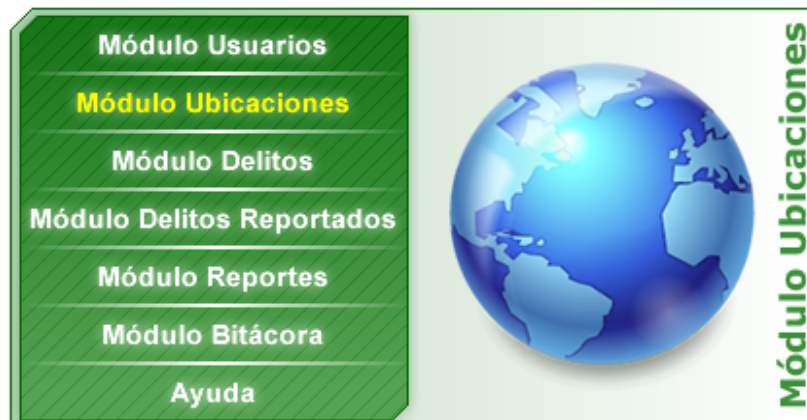 Módulo Usuarios
Módulo Ubicaciones
Módulo Delitos
Módulo Delitos Reportados
Módulo Reportes
Módulo Bitácora
Ayuda
Módulo Ubicaciones